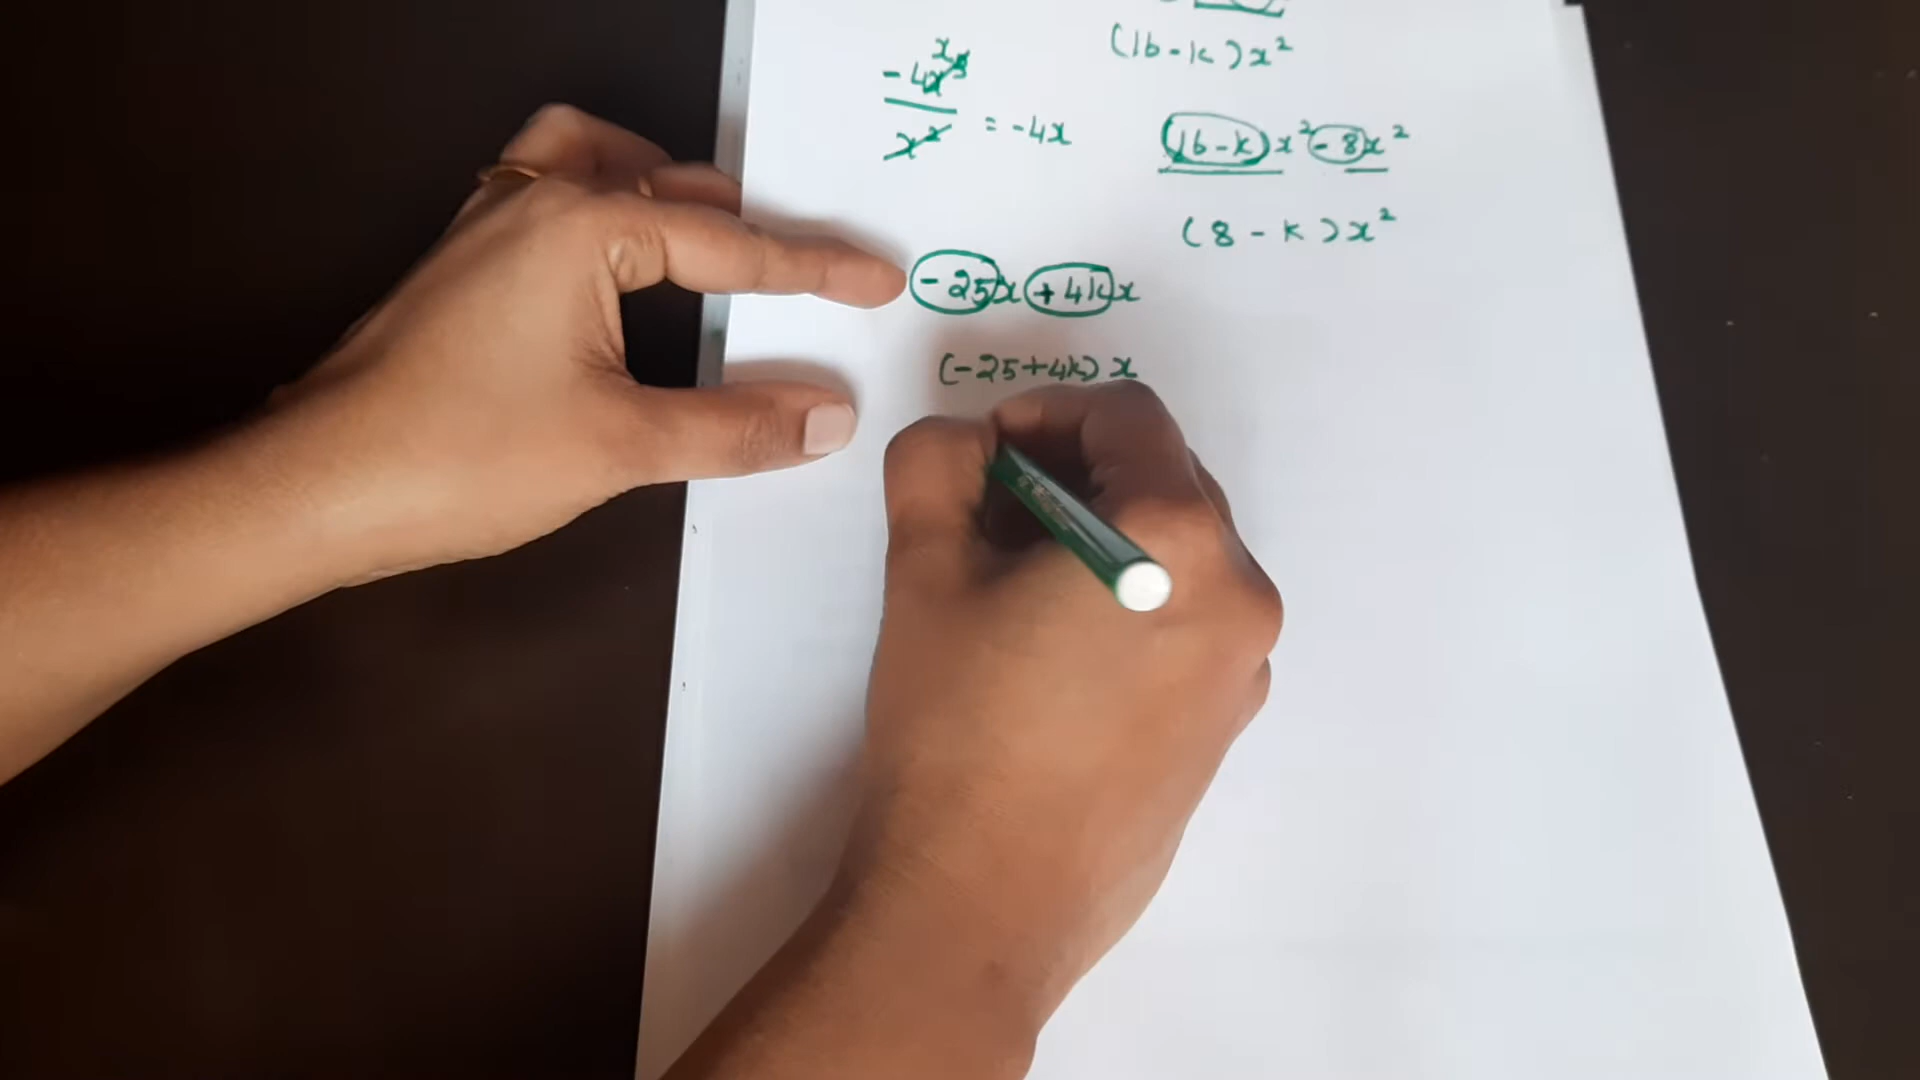 (16-k)x²
-4x³ x
x² = -4x
(16-k)x² - 8x²
(8-k)x²
-25x + 4kx
(-25+4k)x